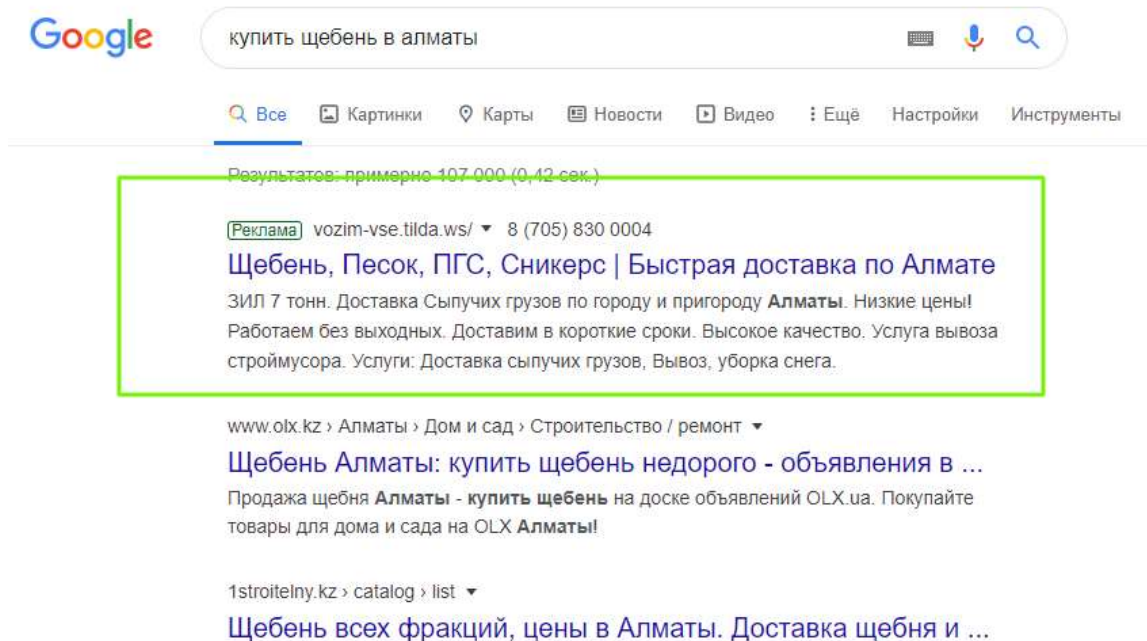 Google
купить щебень в алматы
Все Картинки Карты Новости Видео Ещё Настройки Инструменты
Результатов: примерно 107 000 (0,42 сек.)
Реклама vozim-vse.tilda.ws/ 8 (705) 830 0004
Щебень, Песок, ПГС, Сникерс | Быстрая доставка по Алмате
ЗИЛ 7 тонн. Доставка Сыпучих грузов по городу и пригороду Алматы. Низкие цены!
Работаем без выходных. Доставим в короткие сроки. Высокое качество. Услуга вывоза
строймусора. Услуги: Доставка сыпучих грузов, Вывоз, уборка снега.
www.olx.kz › Алматы › Дом и сад › Строительство / ремонт
Щебень Алматы: купить щебень недорого - объявления в ...
Продажа щебня Алматы - купить щебень на доске объявлений OLX.ua. Покупайте
товары для дома и сада на OLX Алматы!
1stroitelny.kz › catalog › list
Щебень всех фракций, цены в Алматы. Доставка щебня и ...